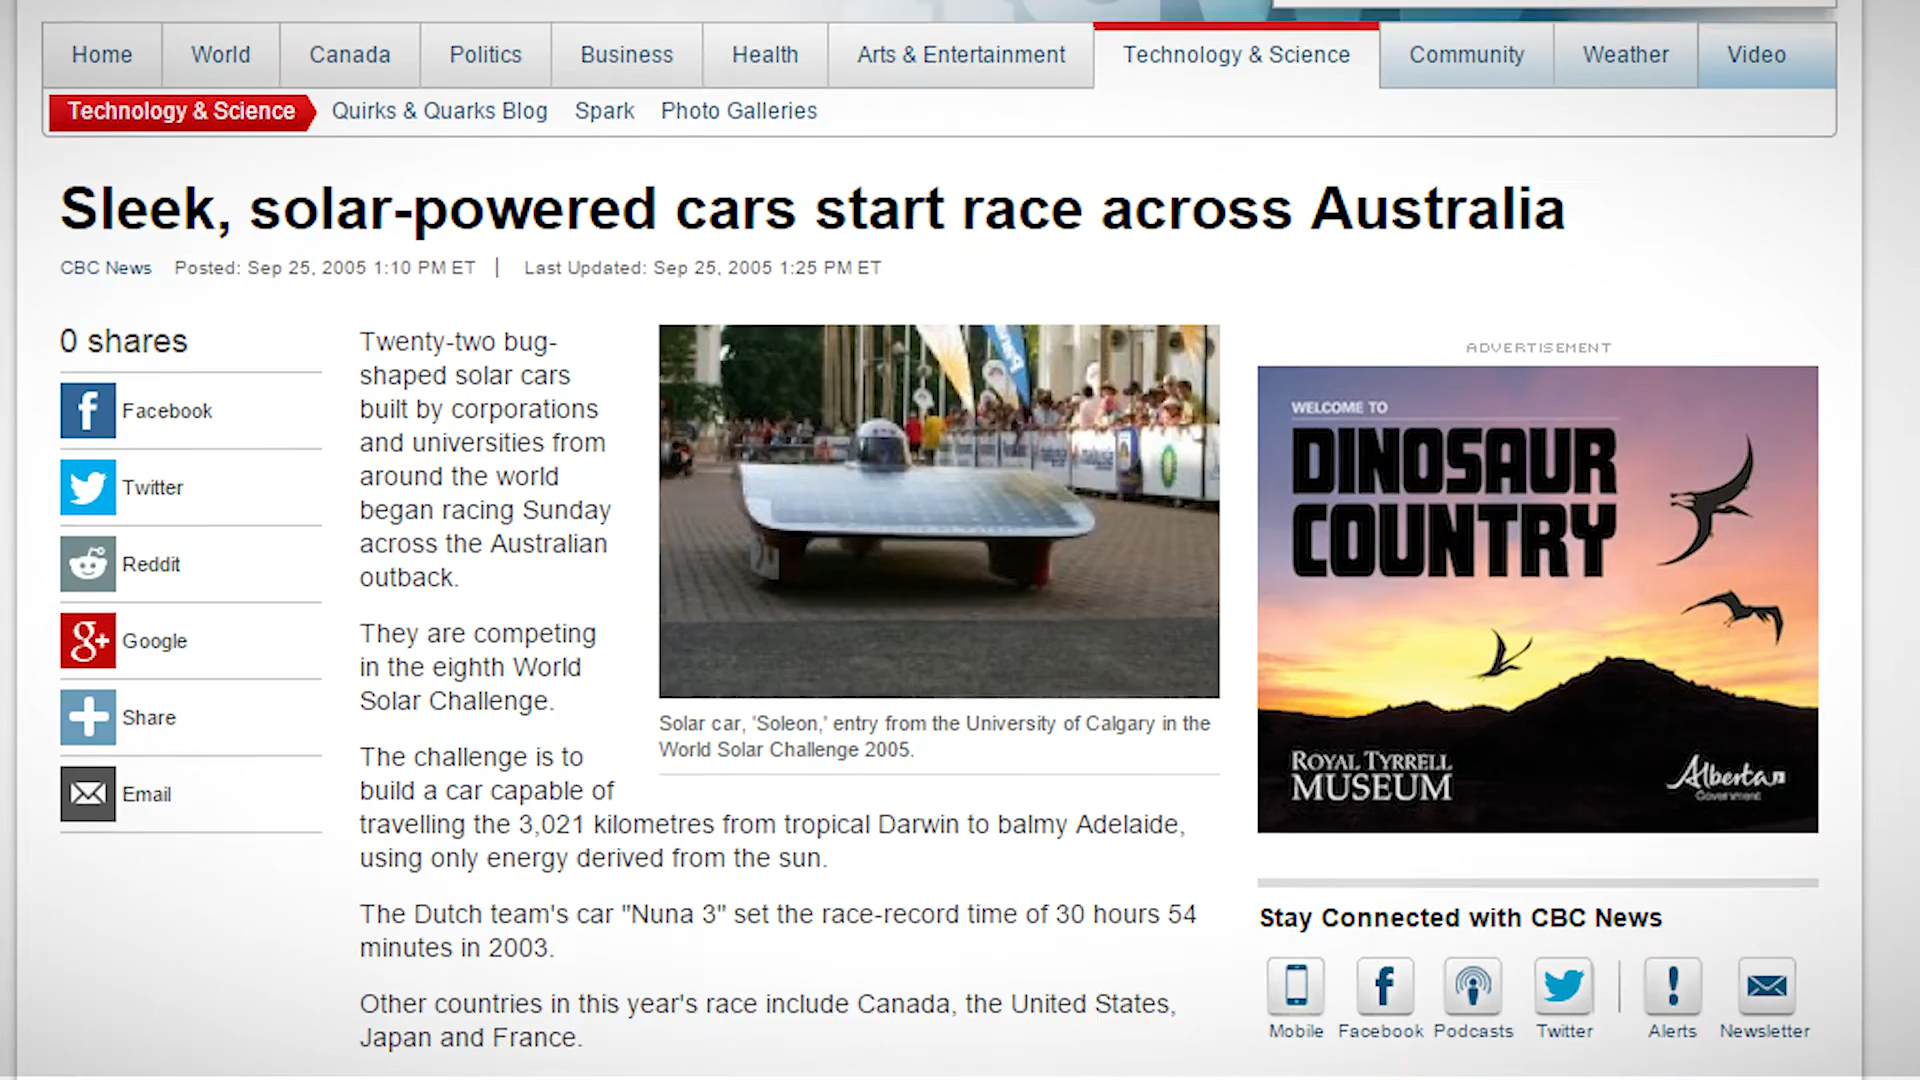 Home World Canada Politics Business Health Arts & Entertainment Technology & Science Community Weather Video
Technology & Science Quirks & Quarks Blog Spark Photo Galleries
Sleek, solar-powered cars start race across Australia
CBC News Posted: Sep 25, 2005 1:10 PM ET | Last Updated: Sep 25, 2005 1:25 PM ET
0 shares
Facebook
Twitter
Reddit
Google
Share
Email
Twenty-two bug-
shaped solar cars
built by corporations
and universities from
around the world
began racing Sunday
across the Australian
outback.
They are competing
in the eighth World
Solar Challenge.
The challenge is to
build a car capable of
travelling the 3,021 kilometres from tropical Darwin to balmy Adelaide,
using only energy derived from the sun.
The Dutch team's car "Nuna 3" set the race-record time of 30 hours 54
minutes in 2003.
Other countries in this year's race include Canada, the United States,
Japan and France.
Solar car, 'Soleon,' entry from the University of Calgary in the
World Solar Challenge 2005.
ADVERTISEMENT
WELCOME TO
DINOSAUR
COUNTRY
ROYAL TYRRELL
MUSEUM
Alberta
Government
Stay Connected with CBC News
Mobile Facebook Podcasts Twitter Alerts Newsletter